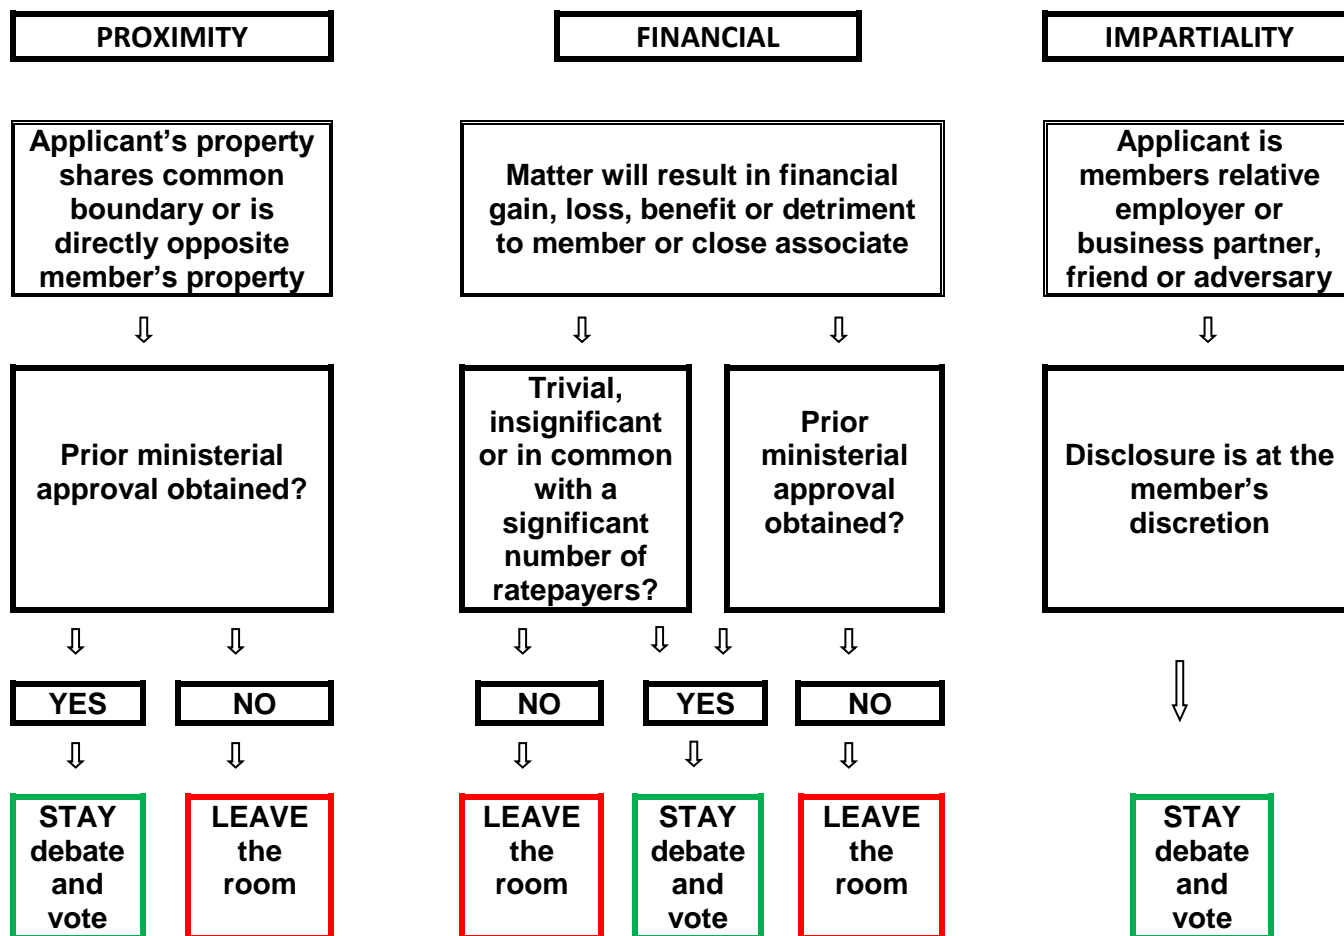 PROXIMITY
FINANCIAL
IMPARTIALITY
Applicant’s property
shares common
boundary or is
directly opposite
member’s property
Matter will result in financial
gain, loss, benefit or detriment
to member or close associate
Applicant is
members relative
employer or
business partner,
friend or adversary
Prior ministerial
approval obtained?
Trivial,
insignificant
or in common
with a
significant
number of
ratepayers?
Prior
ministerial
approval
obtained?
Disclosure is at the
member’s
discretion
YES
NO
NO
YES
NO
STAY
debate
and
vote
LEAVE
the
room
LEAVE
the
room
STAY
debate
and
vote
LEAVE
the
room
STAY
debate
and
vote